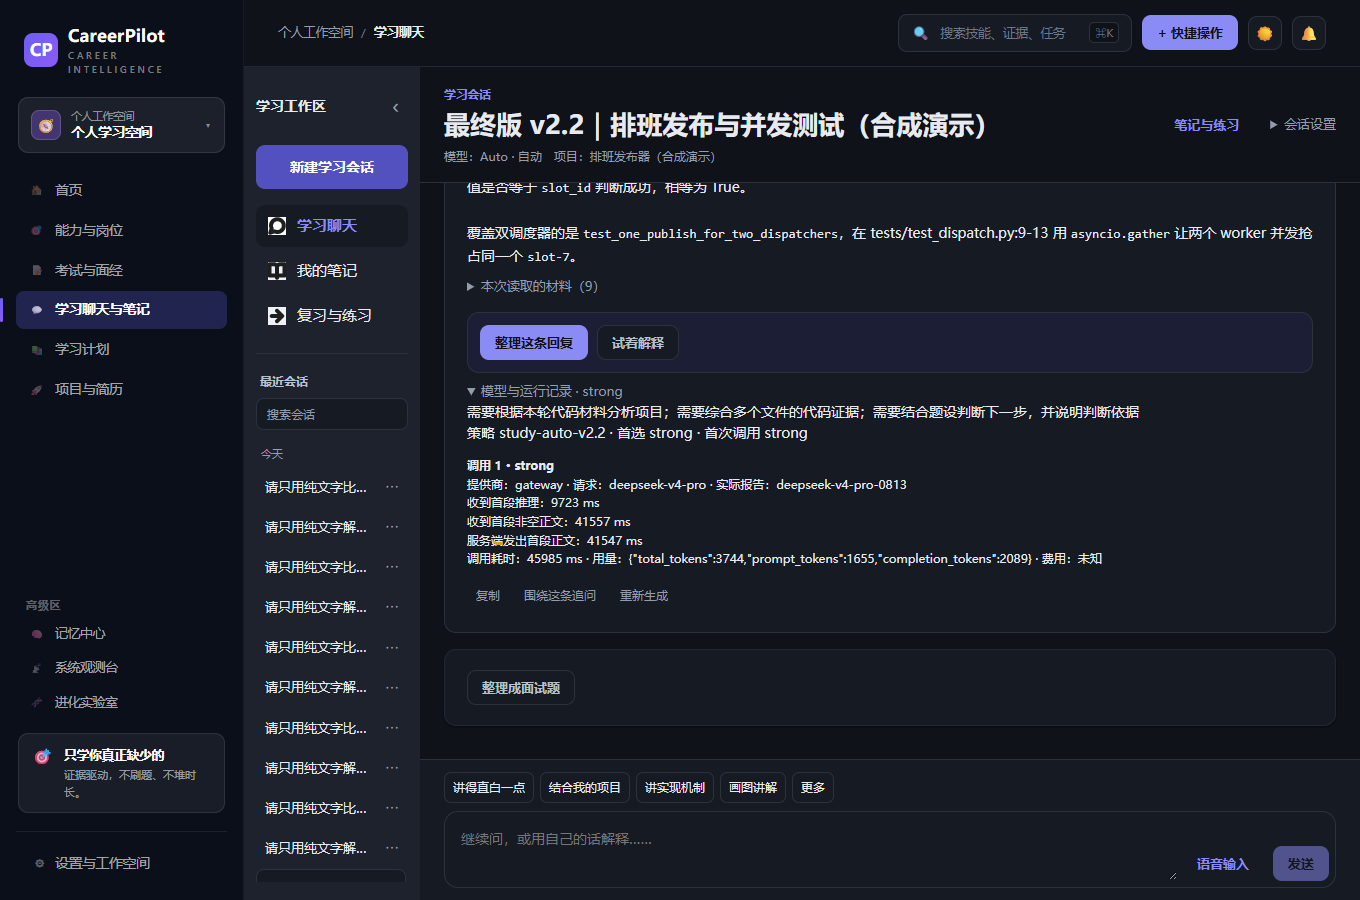 CP
CareerPilot
CAREER
INTELLIGENCE
个人工作空间
个人学习空间
首页
能力与岗位
考试与面经
学习聊天与笔记
学习计划
项目与简历
高级区
记忆中心
系统观测台
进化实验室
只学你真正缺少的
证据驱动，不刷题、不堆时
长。
设置与工作空间
个人工作空间 / 学习聊天
搜索技能、证据、任务 ⌘K
+ 快捷操作
学习工作区 ‹
新建学习会话
学习聊天
我的笔记
复习与练习
最近会话
搜索会话
今天
请只用纯文字比... ···
请只用纯文字解... ···
请只用纯文字比... ···
请只用纯文字解... ···
请只用纯文字比... ···
请只用纯文字解... ···
请只用纯文字比... ···
请只用纯文字解... ···
请只用纯文字比... ···
请只用纯文字解... ···
学习会话
最终版 v2.2｜排班发布与并发测试（合成演示）
模型：Auto · 自动 项目：排班发布器（合成演示）
笔记与练习
▶ 会话设置
值是否等于 slot_id 判断成功，相等为 True。
覆盖双调度器的是 test_one_publish_for_two_dispatchers，在 tests/test_dispatch.py:9-13 用 asyncio.gather 让两个 worker 并发抢
占同一个 slot-7。
▶ 本次读取的材料（9）
整理这条回复
试着解释
▼ 模型与运行记录 · strong
需要根据本轮代码材料分析项目；需要综合多个文件的代码证据；需要结合题设判断下一步，并说明判断依据
策略 study-auto-v2.2 · 首选 strong · 首次调用 strong
调用 1 · strong
提供商：gateway · 请求：deepseek-v4-pro · 实际报告：deepseek-v4-pro-0813
收到首段推理：9723 ms
收到首段非空正文：41557 ms
服务端发出首段正文：41547 ms
调用耗时：45985 ms · 用量：{"total_tokens":3744,"prompt_tokens":1655,"completion_tokens":2089} · 费用：未知
复制 围绕这条追问 重新生成
整理成面试题
讲得直白一点 结合我的项目 讲实现机制 画图讲解 更多
继续问，或用自己的话解释……
语音输入
发送